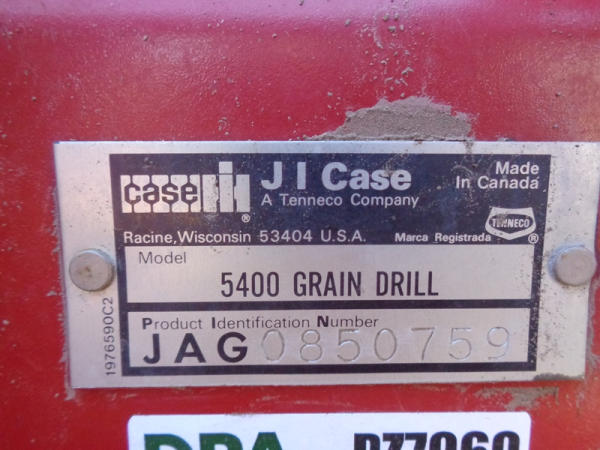 case IH ®
J I Case
A Tenneco Company
Made
In Canada
TENNECO
Racine, Wisconsin 53404 U.S.A.
Marca Registrada ®
Model
5400 GRAIN DRILL
Product Identification Number
JAG0850759
1976590C2